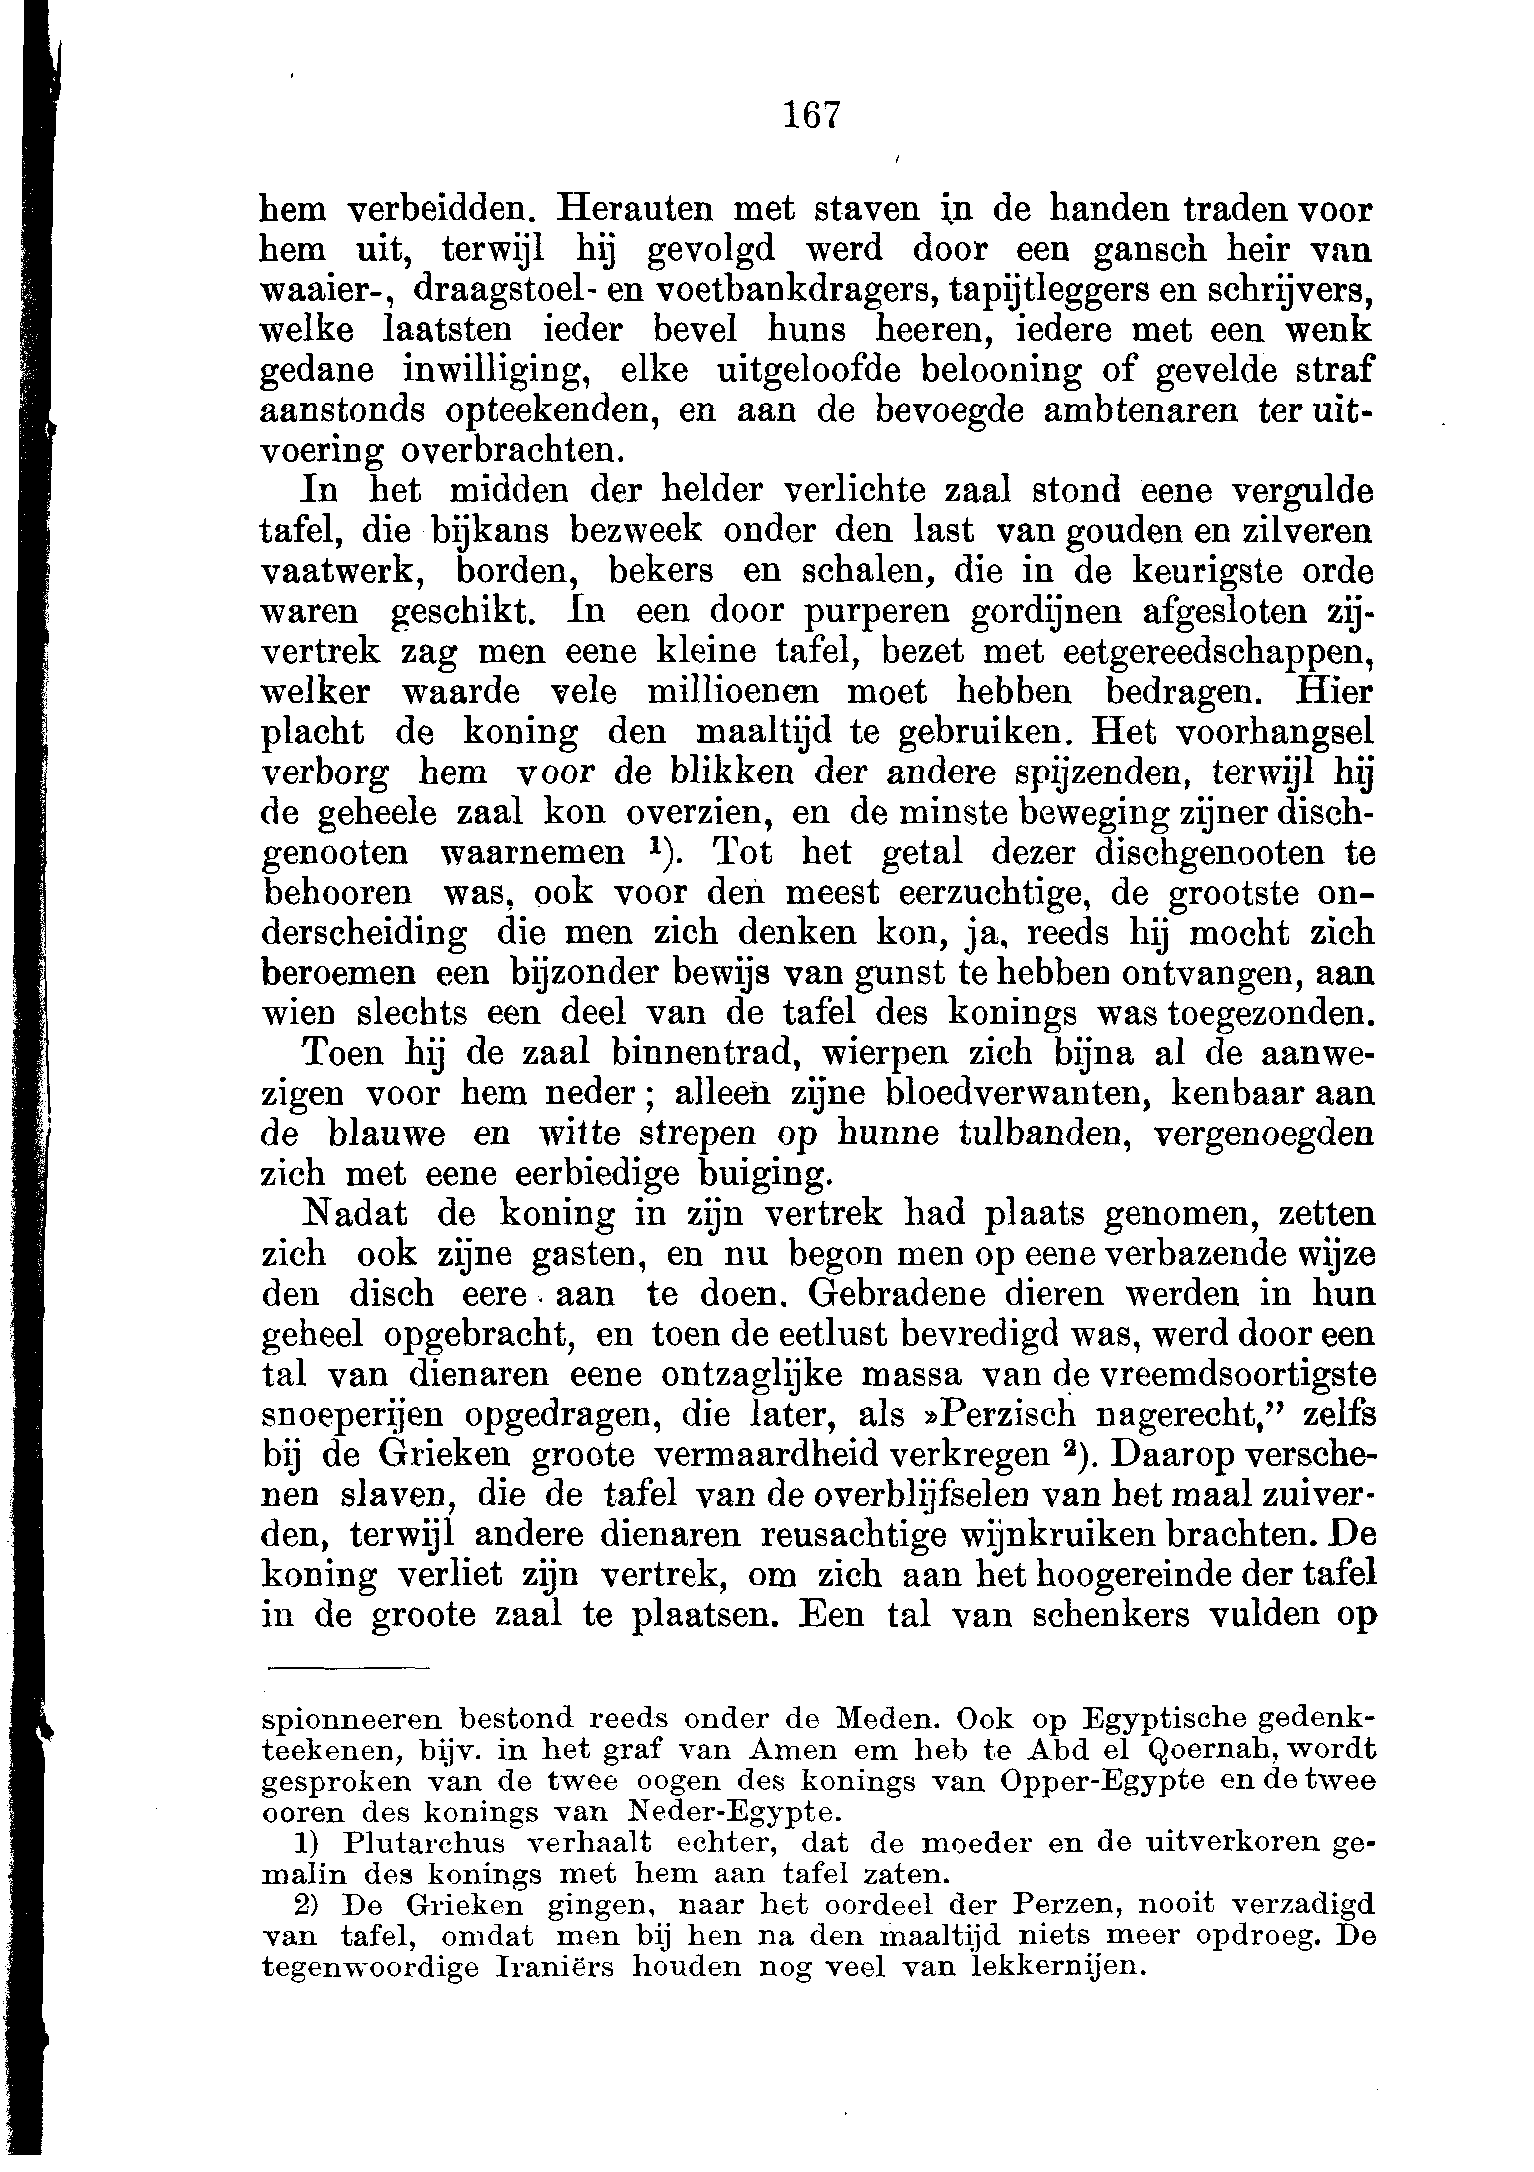 167
hem verbeidden. Herauten met staven in de handen traden voor
hem uit, terwijl hij gevolgd werd door een gansch heir van
waaier-, draagstoel- en voetbankdragers, tapijtleggers en schrijvers,
welke laatsten ieder bevel huns heeren, iedere met een wenk
gedane inwilliging, elke uitgeloofde belooning of gevelde straf
aanstonds opteekenden, en aan de bevoegde ambtenaren ter uit-
voering overbrachten.
In het midden der helder verlichte zaal stond eene vergulde
tafel, die bijkans bezweek onder den last van gouden en zilveren
vaatwerk, borden, bekers en schalen, die in de keurigste orde
waren geschikt. In een door purperen gordijnen afgesloten zij-
vertrek zag men eene kleine tafel, bezet met eetgereedschappen,
welker waarde vele millioenen moet hebben bedragen. Hier
placht de koning den maaltijd te gebruiken. Het voorhangsel
verborg hem voor de blikken der andere spijzenden, terwijl hij
de geheele zaal kon overzien, en de minste beweging zijner disch-
genooten waarnemen ¹). Tot het getal dezer dischgenooten te
behooren was, ook voor den meest eerzuchtige, de grootste on-
derscheiding die men zich denken kon, ja, reeds hij mocht zich
beroemen een bijzonder bewijs van gunst te hebben ontvangen, aan
wien slechts een deel van de tafel des konings was toegezonden.
Toen hij de zaal binnentrad, wierpen zich bijna al de aanwe-
zigen voor hem neder; alleen zijne bloedverwanten, kenbaar aan
de blauwe en witte strepen op hunne tulbanden, vergenoegden
zich met eene eerbiedige buiging.
Nadat de koning in zijn vertrek had plaats genomen, zetten
zich ook zijne gasten, en nu begon men op eene verbazende wijze
den disch eere aan te doen. Gebradene dieren werden in hun
geheel opgebracht, en toen de eetlust bevredigd was, werd door een
tal van dienaren eene ontzaglijke massa van de vreemdsoortigste
snoeperijen opgedragen, die later, als »Perzisch nagerecht,” zelfs
bij de Grieken groote vermaardheid verkregen ²). Daarop versche-
nen slaven, die de tafel van de overblijfselen van het maal zuiver-
den, terwijl andere dienaren reusachtige wijnkruiken brachten. De
koning verliet zijn vertrek, om zich aan het hoogereinde der tafel
in de groote zaal te plaatsen. Een tal van schenkers vulden op
spionneeren bestond reeds onder de Meden. Ook op Egyptische gedenk-
teekenen, bijv. in het graf van Amen em heb te Abd el Qoernah, wordt
gesproken van de twee oogen des konings van Opper-Egypte en de twee
ooren des konings van Neder-Egypte.
1) Plutarchus verhaalt echter, dat de moeder en de uitverkoren ge-
malin des konings met hem aan tafel zaten.
2) De Grieken gingen, naar het oordeel der Perzen, nooit verzadigd
van tafel, omdat men bij hen na den maaltijd niets meer opdroeg. De
tegenwoordige Iraniërs houden nog veel van lekkernijen.